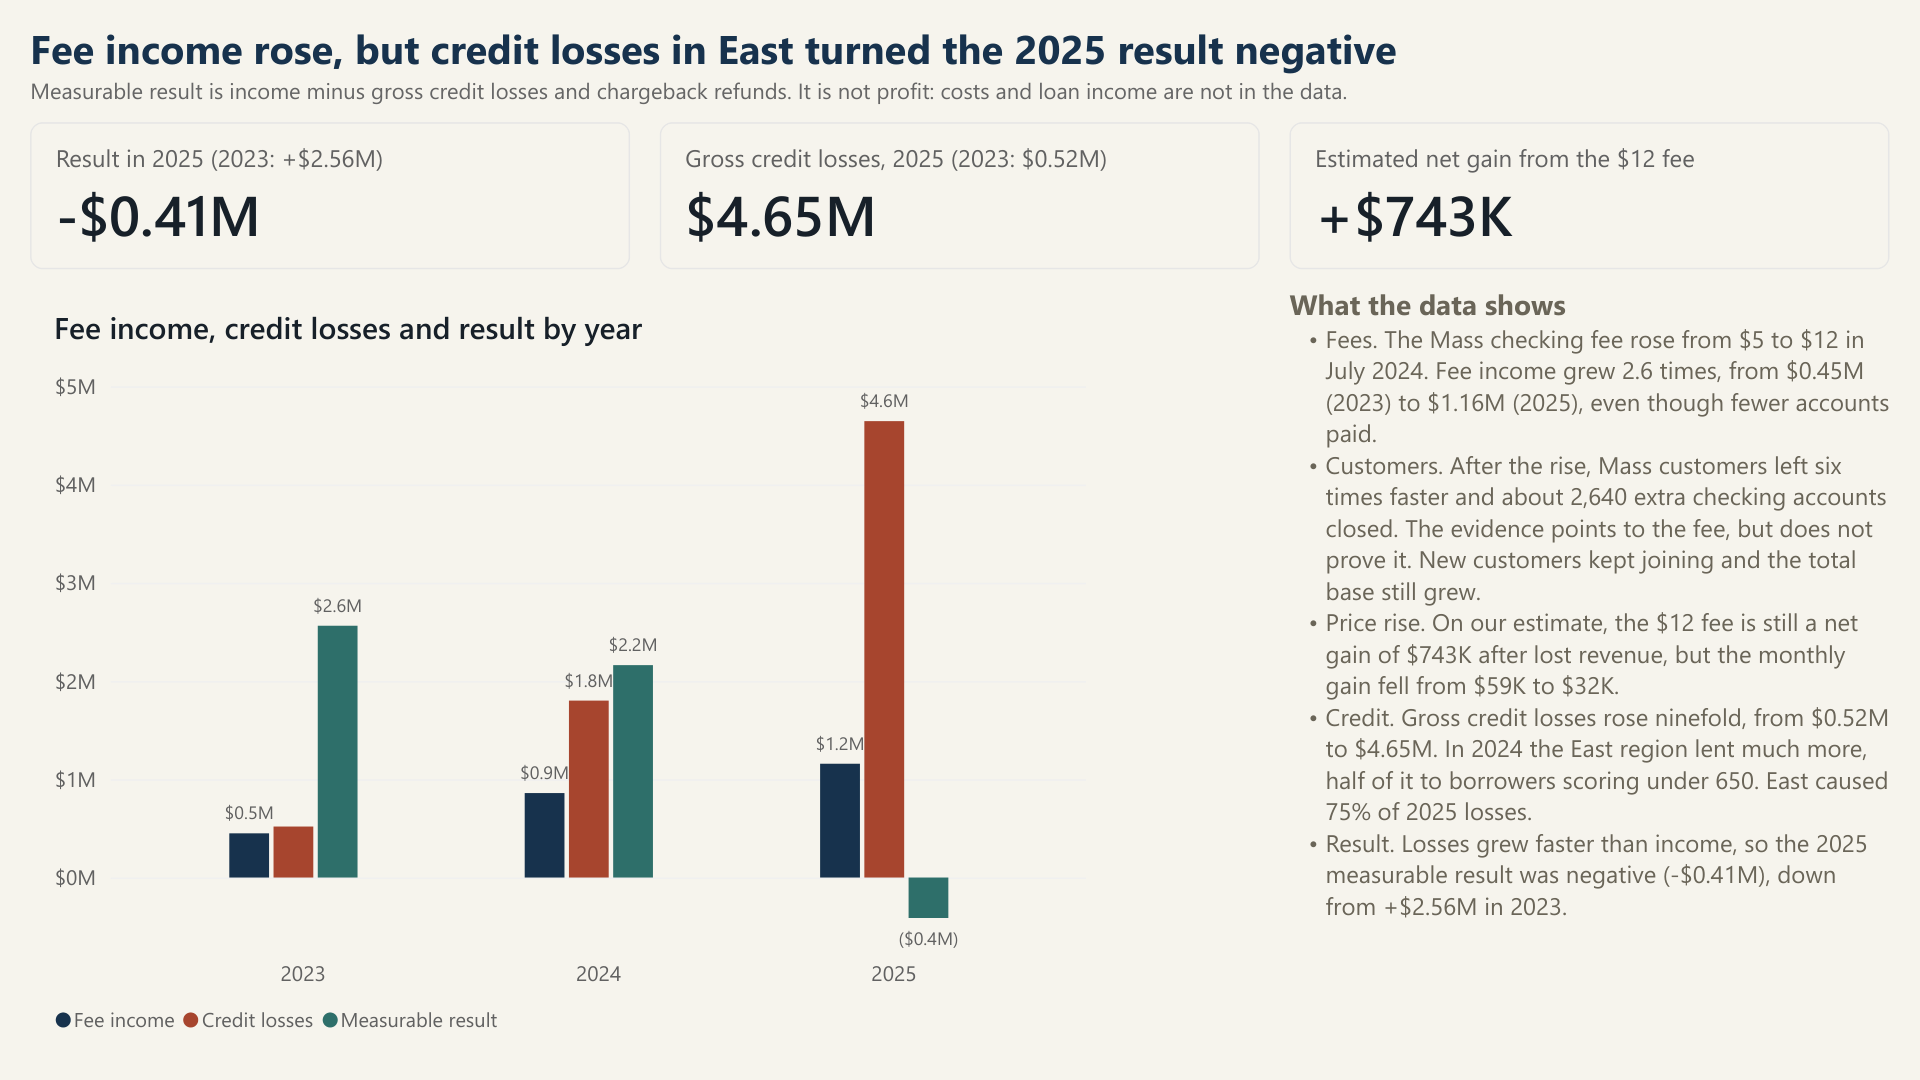 Fee income rose, but credit losses in East turned the 2025 result negative
Measurable result is income minus gross credit losses and chargeback refunds. It is not profit: costs and loan income are not in the data.
Result in 2025 (2023: +$2.56M)
-$0.41M
Gross credit losses, 2025 (2023: $0.52M)
$4.65M
Estimated net gain from the $12 fee
+$743K
Fee income, credit losses and result by year
$5M
$4M
$3M
$2M
$1M
$0M
$0.5M
$2.6M
$0.9M
$1.8M
$2.2M
$1.2M
$4.6M
($0.4M)
2023
2024
2025
Fee income
Credit losses
Measurable result
What the data shows
• Fees. The Mass checking fee rose from $5 to $12 in
July 2024. Fee income grew 2.6 times, from $0.45M
(2023) to $1.16M (2025), even though fewer accounts
paid.
• Customers. After the rise, Mass customers left six
times faster and about 2,640 extra checking accounts
closed. The evidence points to the fee, but does not
prove it. New customers kept joining and the total
base still grew.
• Price rise. On our estimate, the $12 fee is still a net
gain of $743K after lost revenue, but the monthly
gain fell from $59K to $32K.
• Credit. Gross credit losses rose ninefold, from $0.52M
to $4.65M. In 2024 the East region lent much more,
half of it to borrowers scoring under 650. East caused
75% of 2025 losses.
• Result. Losses grew faster than income, so the 2025
measurable result was negative (-$0.41M), down
from +$2.56M in 2023.